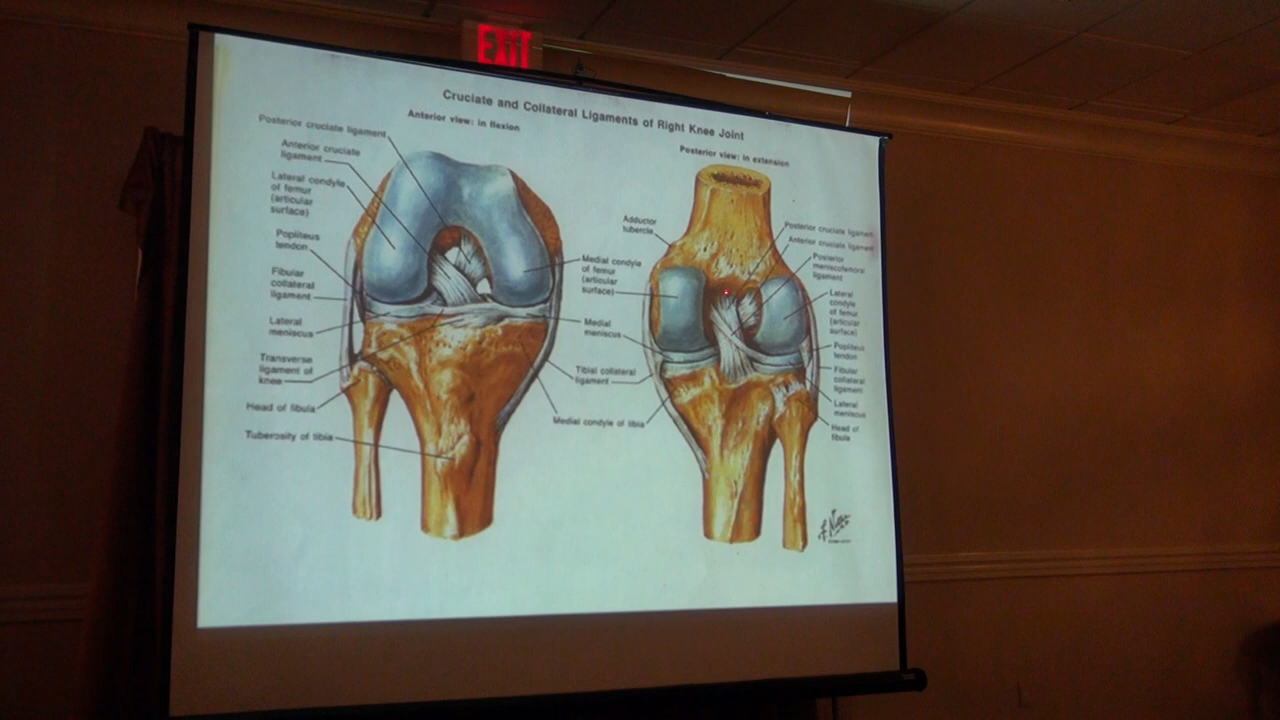 EXIT
Cruciate and Collateral Ligaments of Right Knee Joint
Anterior view: in flexion
Posterior cruciate ligament
Anterior cruciate
ligament
Lateral condyle
of femur
(articular
surface)
Popliteus
tendon
Fibular
collateral
ligament
Lateral
meniscus
Transverse
ligament of
knee
Head of fibula
Tuberosity of tibia
Medial condyle
of femur
(articular
surface)
Medial
meniscus
Tibial collateral
ligament
Medial condyle of tibia
Posterior view: in extension
Adductor
tubercle
Posterior cruciate ligament
Anterior cruciate ligament
Posterior
meniscofemoral
ligament
Lateral
condyle
of femur
(articular
surface)
Popliteus
tendon
Fibular
collateral
ligament
Lateral
meniscus
Head of
fibula